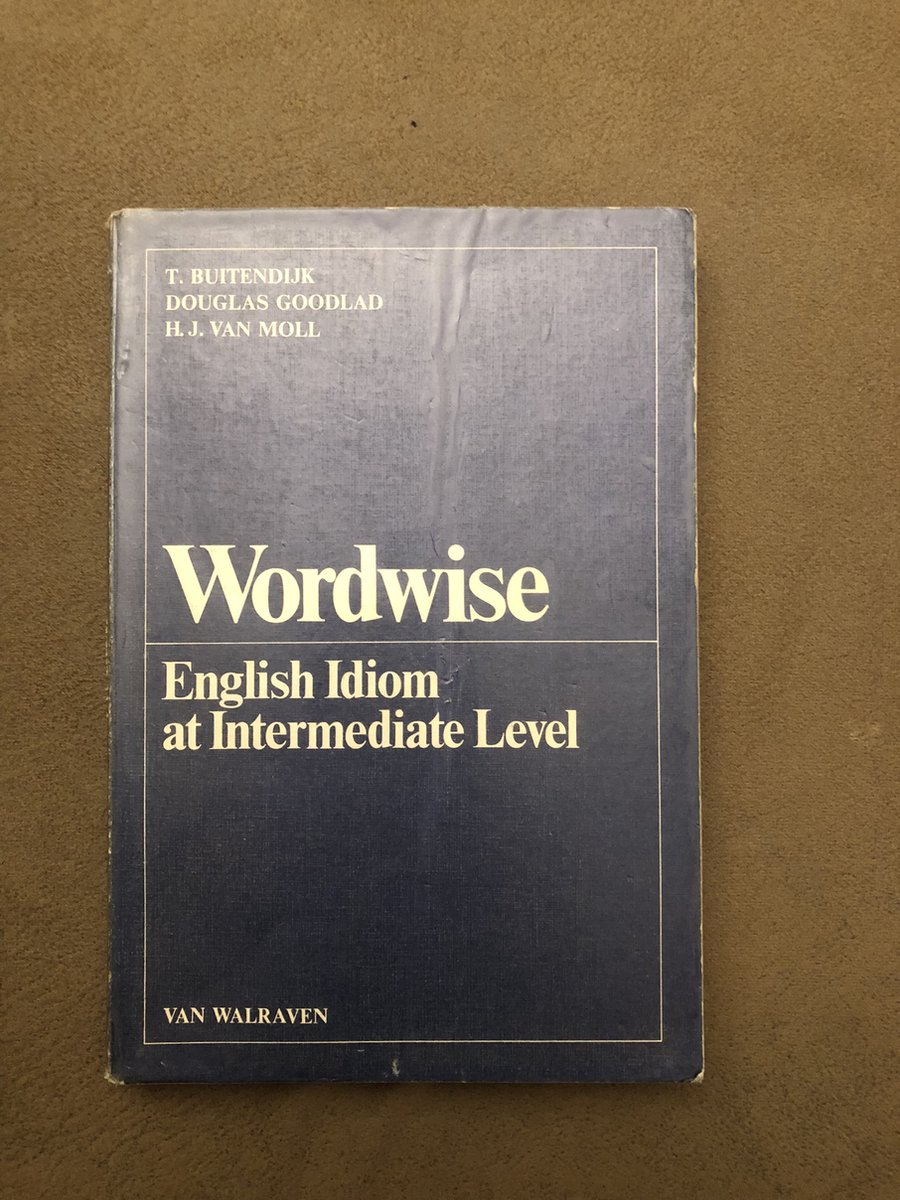 T. BUITENDIJK
DOUGLAS GOODLAD
H. J. VAN MOLL
Wordwise
English Idiom
at Intermediate Level
VAN WALRAVEN